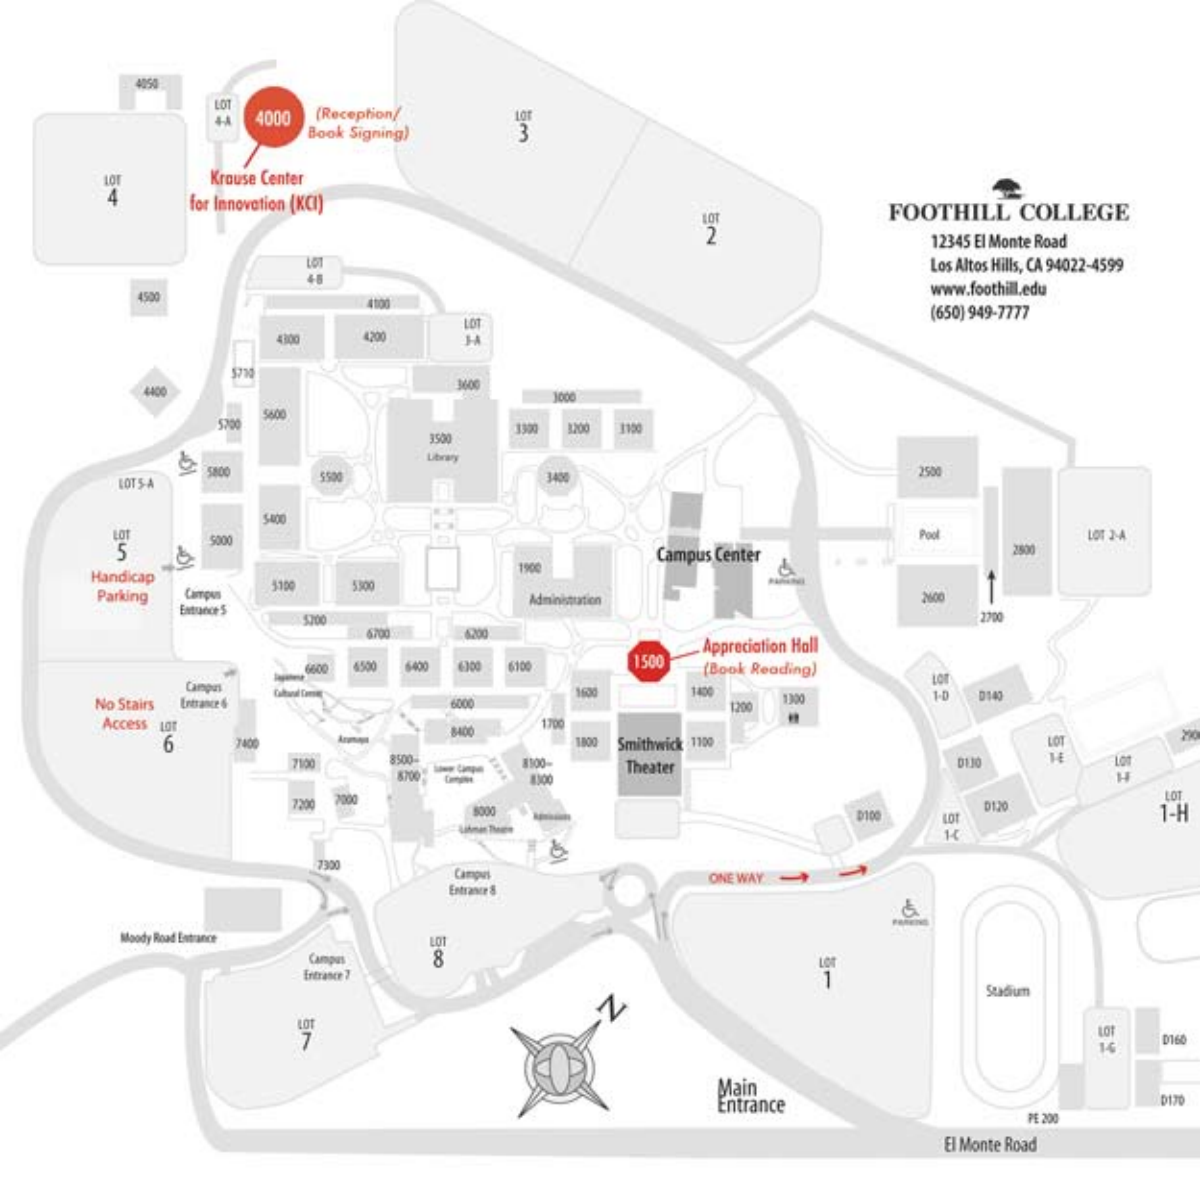 4050
LOT
4-A
4000
(Reception/
Book Signing)
Krause Center
for Innovation (KCI)
LOT
4
LOT
3
LOT
2
FOOTHILL COLLEGE
12345 El Monte Road
Los Altos Hills, CA 94022-4599
www.foothill.edu
(650) 949-7777
4500
LOT
4-B
4100
4300
4200
LOT
3-A
4400
5710
3600
5600
5700
3000
3500
Library
3300
3200
3100
5800
5500
3400
2500
LOT 5-A
5400
5000
LOT
5
Handicap
Parking
Campus
Entrance 5
Campus Center
PARKING
Pool
2800
LOT 2-A
2600
2700
1900
Administration
5100
5300
5200
6700
6200
6600
6500
6400
6300
6100
Japanese
Cultural Center
1500
Appreciation Hall
(Book Reading)
No Stairs
Access
LOT
6
Campus
Entrance 6
7400
Azumaya
6000
8400
1700
1600
1400
1200
1300
1800
1100
Smithwick
Theater
LOT
1-D
D140
D130
D120
LOT
1-C
LOT
1-E
LOT
1-F
290
LOT
1-H
7100
7200
7000
7300
8500-
8700
Lower Campus
Complex
8100-
8300
8000
Lohman Theatre
Admissions
D100
ONE WAY
Campus
Entrance 8
LOT
8
Moody Road Entrance
Campus
Entrance 7
LOT
7
PARKING
LOT
1
Stadium
LOT
1-G
D160
D170
PE 200
N
Main
Entrance
El Monte Road